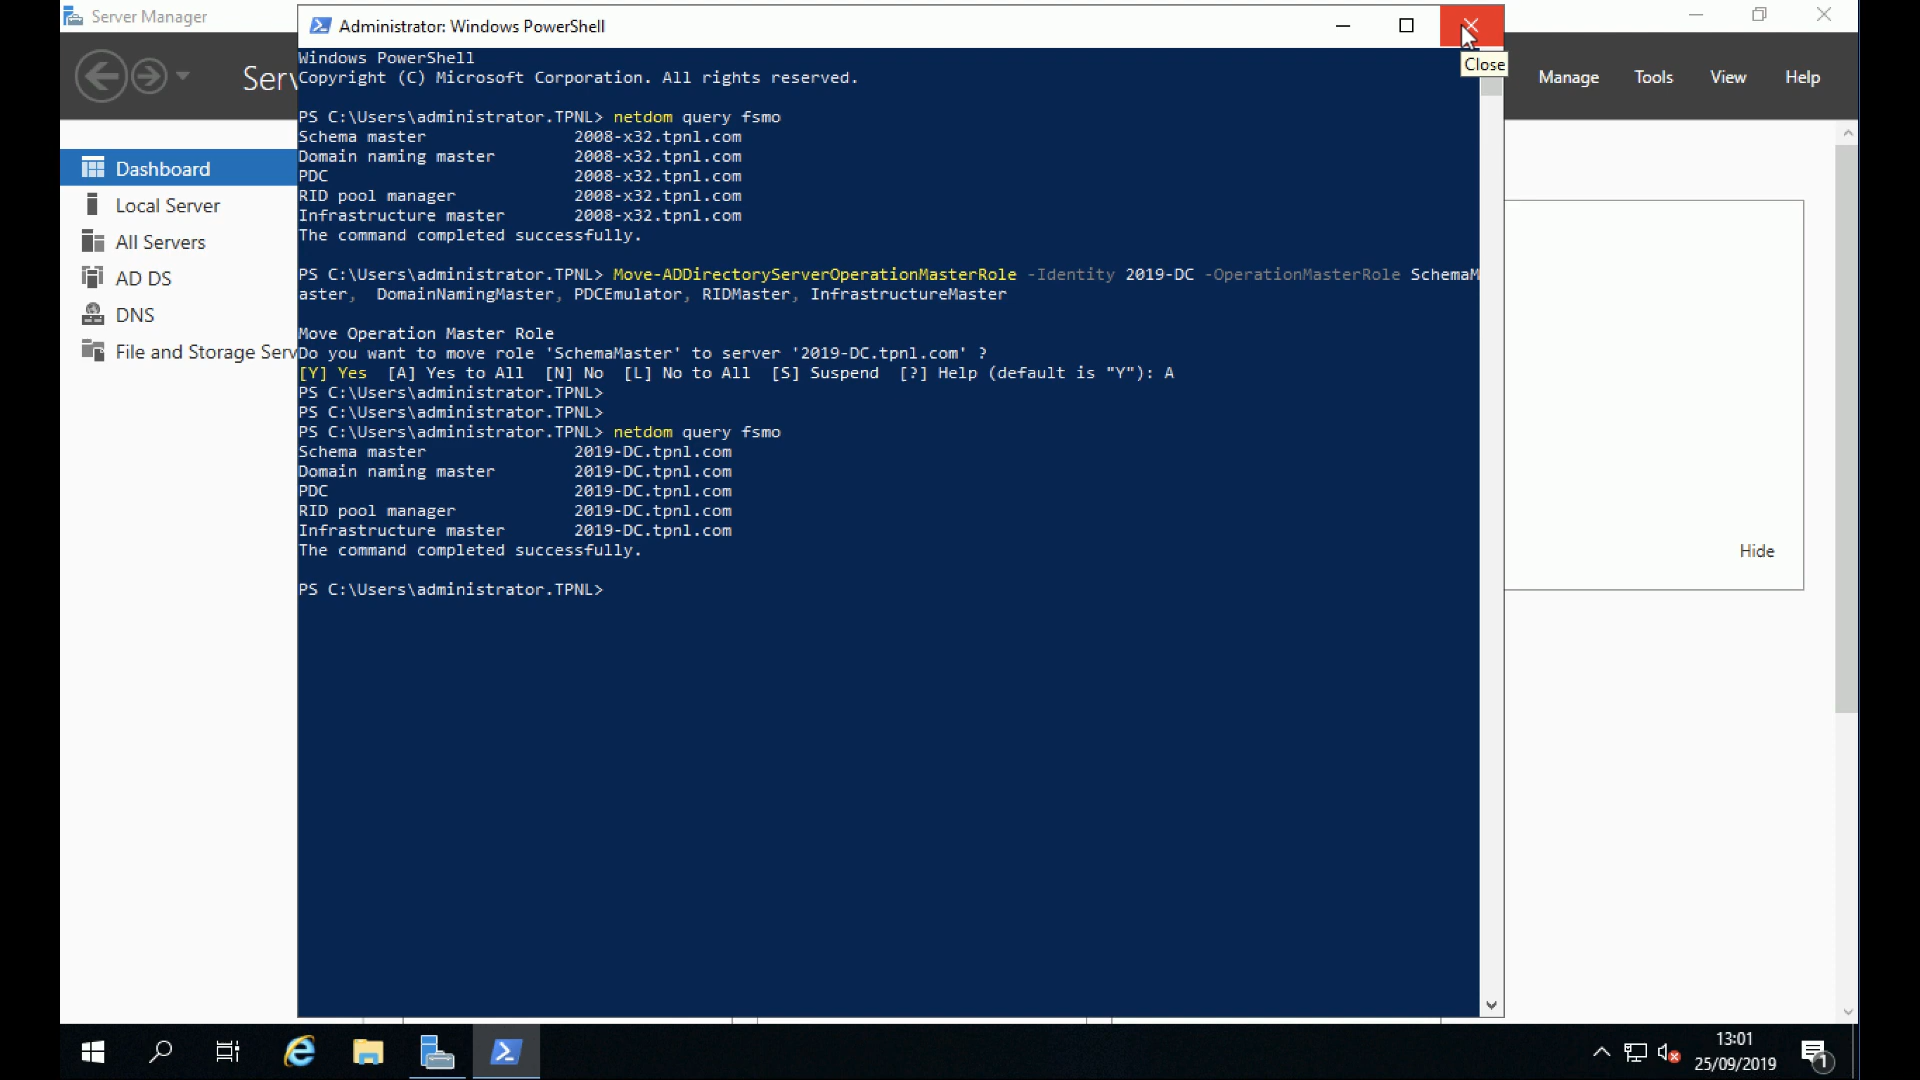 Server Manager
Administrator: Windows PowerShell
Close
Serv
Manage
Tools
View
Help
Dashboard
Local Server
All Servers
AD DS
DNS
File and Storage Serv
Windows PowerShell
Copyright (C) Microsoft Corporation. All rights reserved.
PS C:\Users\administrator.TPNL> netdom query fsmo
Schema master 2008-x32.tpnl.com
Domain naming master 2008-x32.tpnl.com
PDC 2008-x32.tpnl.com
RID pool manager 2008-x32.tpnl.com
Infrastructure master 2008-x32.tpnl.com
The command completed successfully.
PS C:\Users\administrator.TPNL> Move-ADDirectoryServerOperationMasterRole -Identity 2019-DC -OperationMasterRole SchemaM
aster, DomainNamingMaster, PDCEmulator, RIDMaster, InfrastructureMaster
Move Operation Master Role
Do you want to move role 'SchemaMaster' to server '2019-DC.tpnl.com' ?
[Y] Yes [A] Yes to All [N] No [L] No to All [S] Suspend [?] Help (default is "Y"): A
PS C:\Users\administrator.TPNL>
PS C:\Users\administrator.TPNL>
PS C:\Users\administrator.TPNL> netdom query fsmo
Schema master 2019-DC.tpnl.com
Domain naming master 2019-DC.tpnl.com
PDC 2019-DC.tpnl.com
RID pool manager 2019-DC.tpnl.com
Infrastructure master 2019-DC.tpnl.com
The command completed successfully.
PS C:\Users\administrator.TPNL>
Hide
13:01
25/09/2019
1